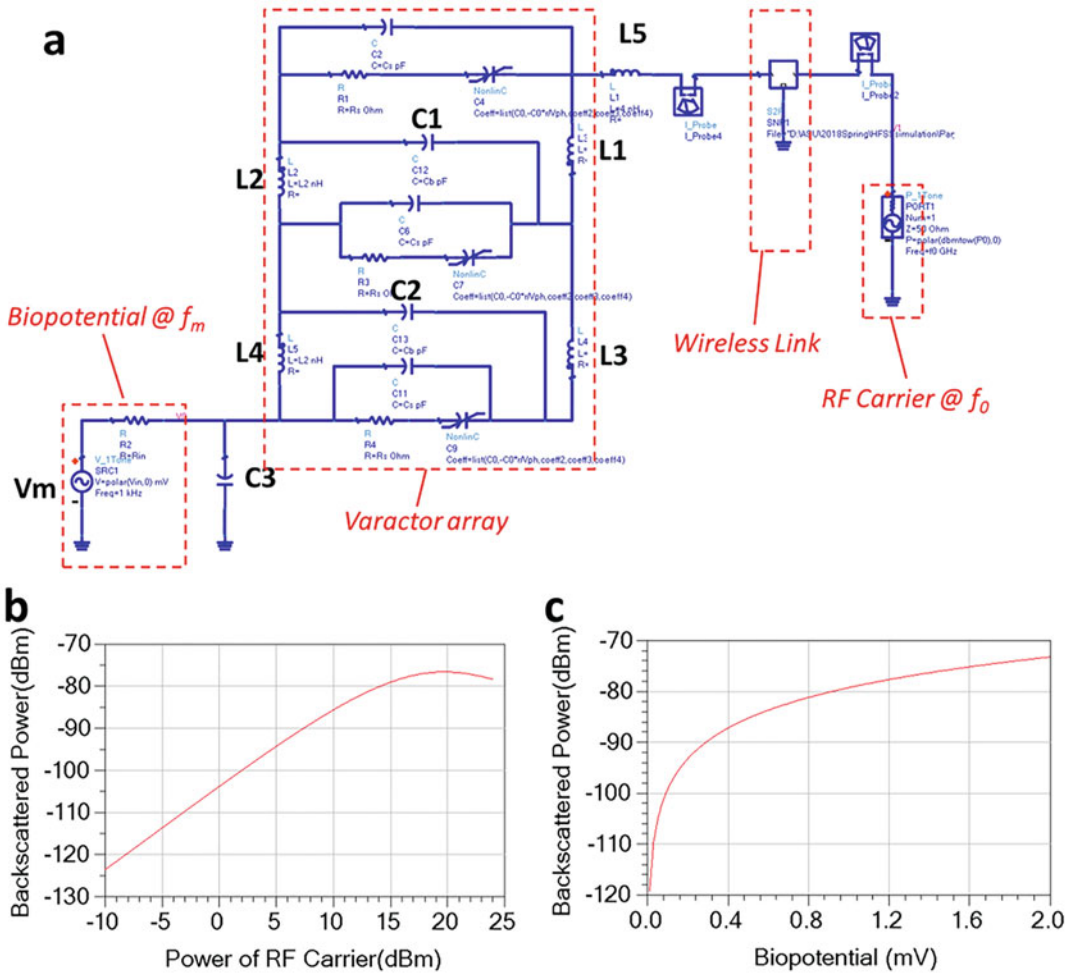 a
C
C2
C=Cs pF
R
R1
R=Rs Ohm
NonlinC
C4
Coeff=list(C0,-C0*n/Vph,coeff2,coeff3,coeff4)
L5
L
L1
L=4 nH
R=
I_Probe
I_Probe4
S2P
SNP1
I_Probe
I_Probe2
C1
C
C12
C=Cb pF
L1
L2
L
L2
L=L2 nH
R=
C
C6
C=Cs pF
R
R3
NonlinC
C7
Coeff=list(C0,-C0*n/Vph,coeff2,coeff3,coeff4)
P_1Tone
PORT1
Num=1
Z=50 Ohm
P=polar(dbmtow(P0),0)
Freq=f0 GHz
C2
C
C13
C=Cb pF
L4
L
L5
L=L2 nH
R=
L3
L
L4
L=
R=
C
C11
C=Cs pF
R
R4
R=Rs Ohm
NonlinC
C9
Coeff=list(C0,-C0*n/Vph,coeff2,coeff3,coeff4)
Biopotential @ fm
Wireless Link
RF Carrier @ f0
R
R2
R=Rin
V_1Tone
SRC1
V=polar(Vin,0) mV
Freq=1 kHz
Vm
-
C3
Varactor array
b
Backscattered Power(dBm)
-70
-80
-90
-100
-110
-120
-130
-10
-5
0
5
10
15
20
25
Power of RF Carrier(dBm)
c
Backscattered Power(dBm)
-70
-80
-90
-100
-110
-120
0.0
0.4
0.8
1.2
1.6
2.0
Biopotential (mV)